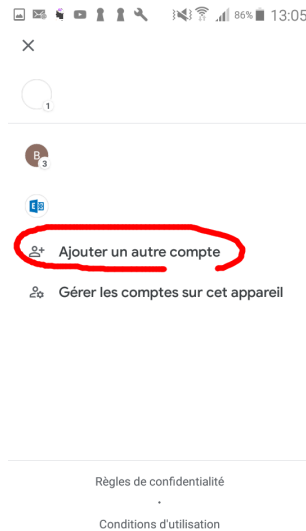 86% 13:05
1
B
3
E B
Ajouter un autre compte
Gérer les comptes sur cet appareil
Règles de confidentialité
·
Conditions d'utilisation